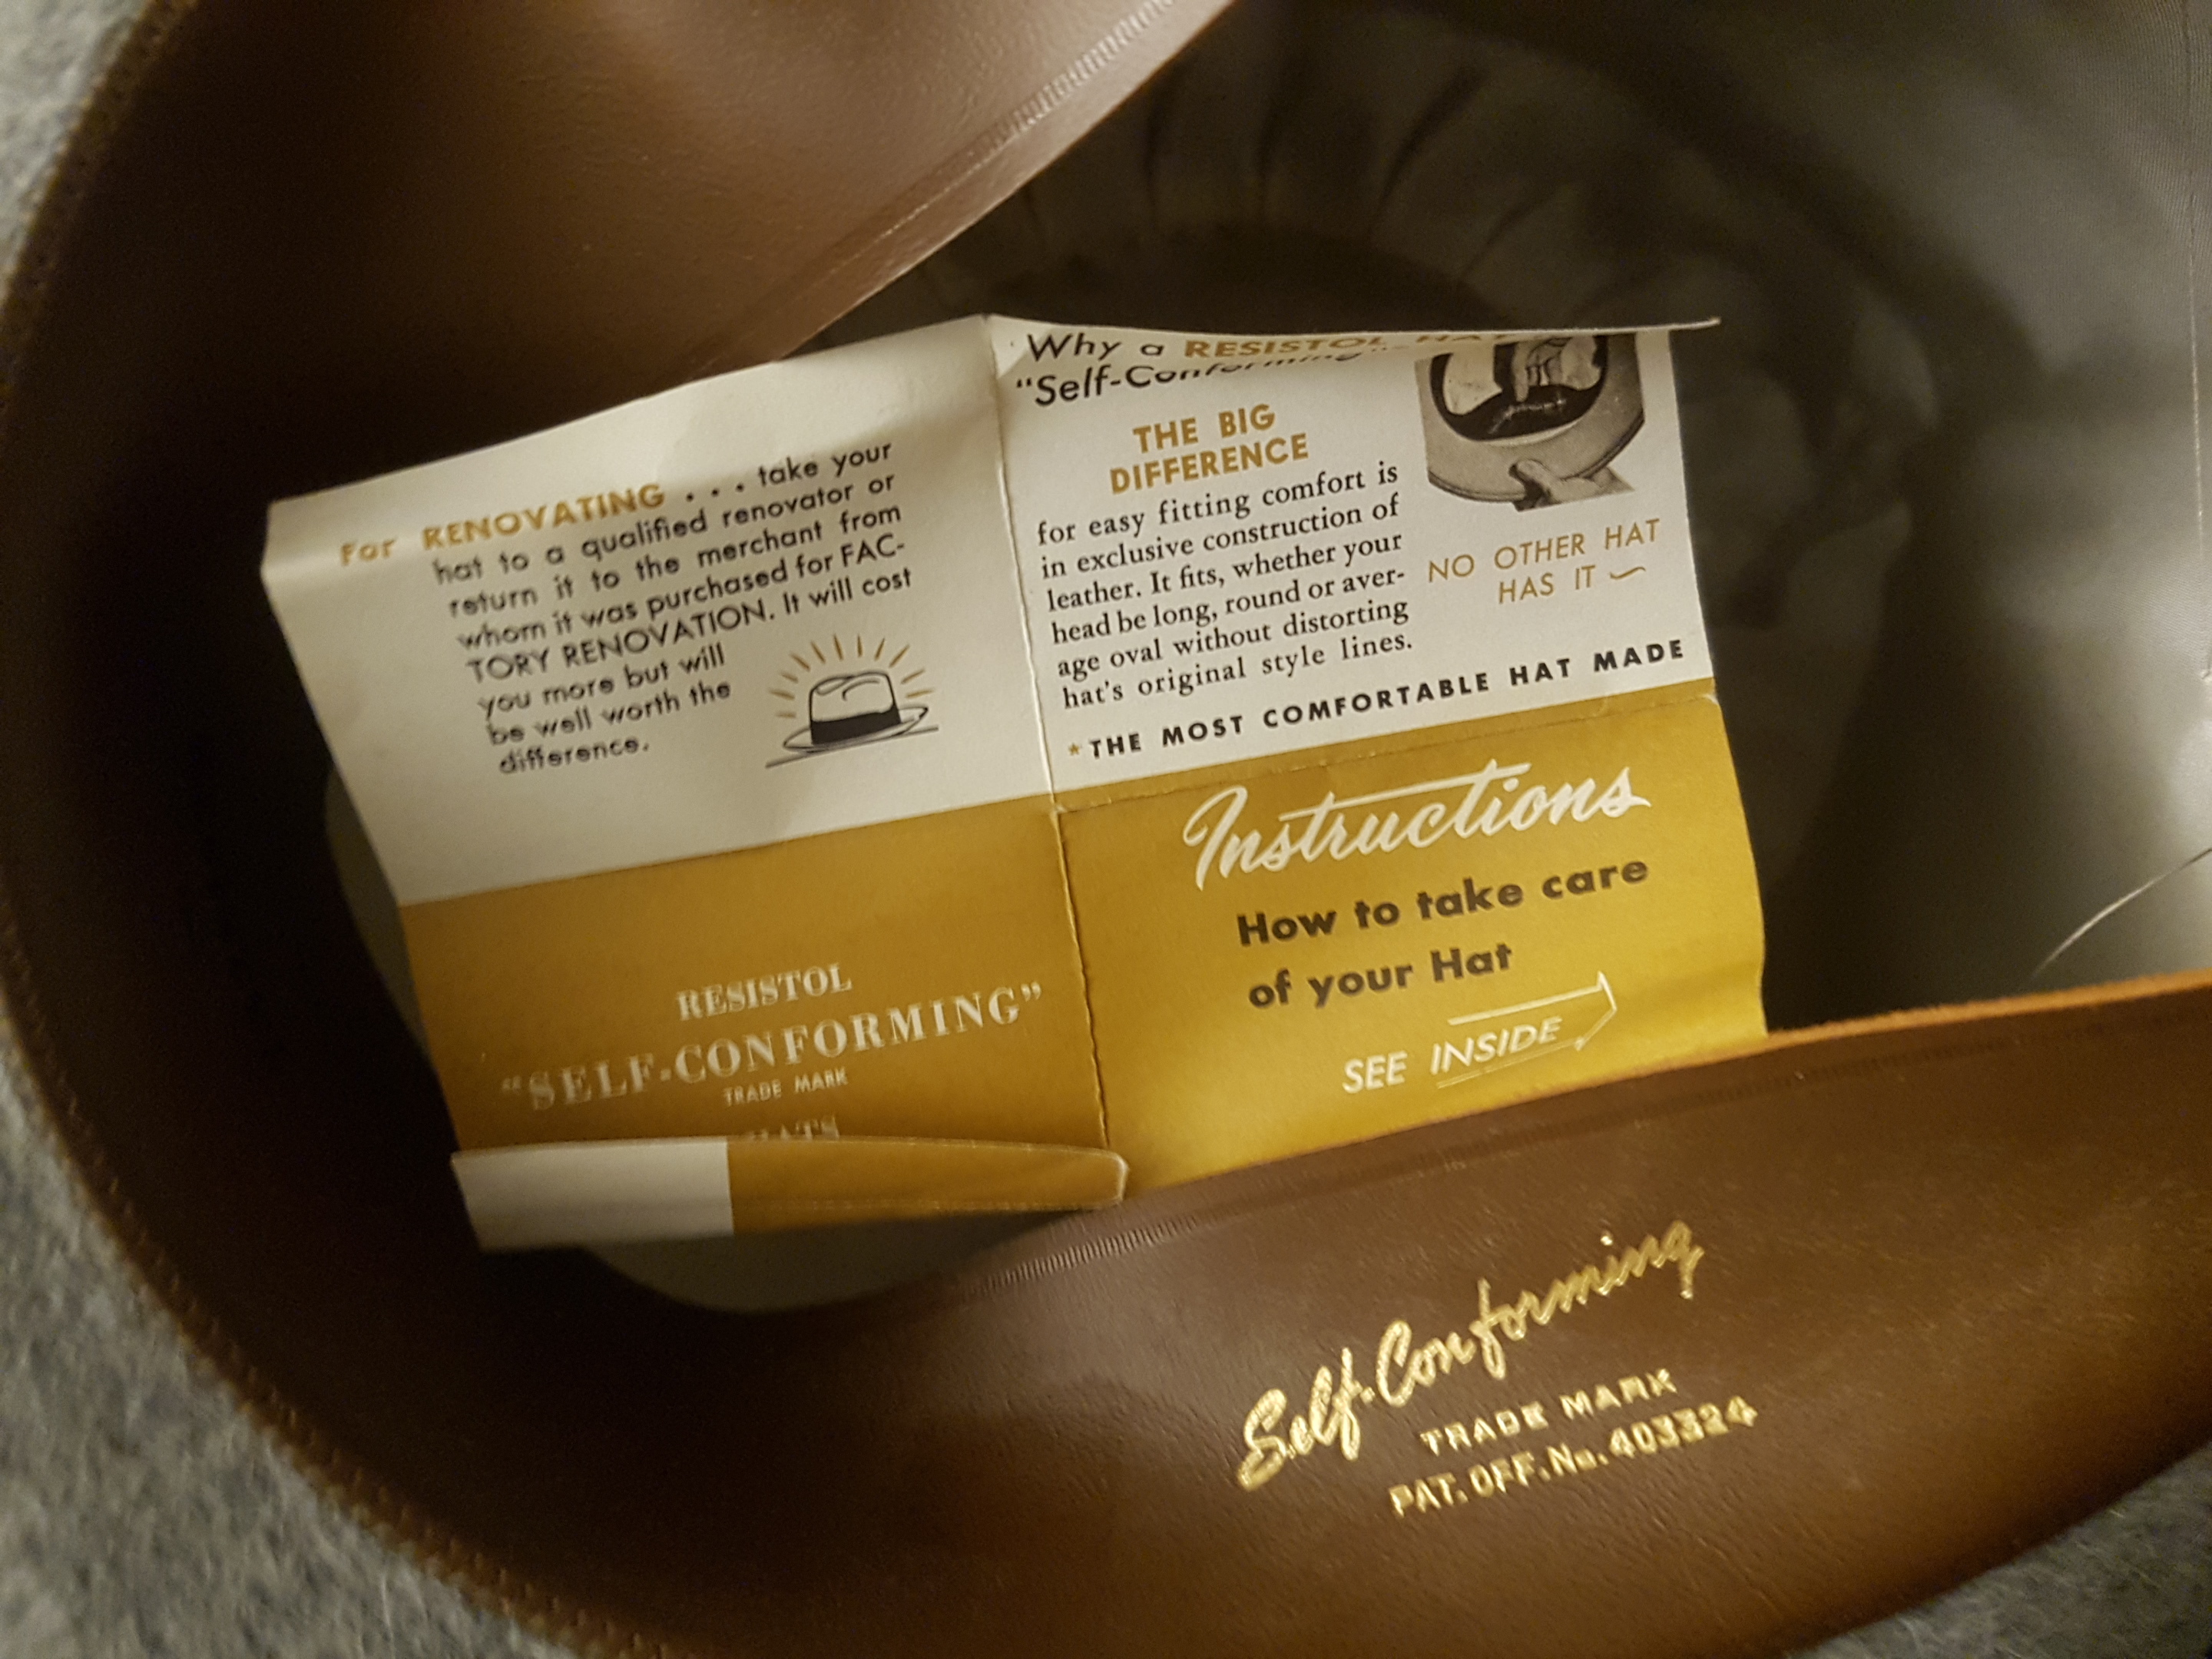 For RENOVATING . . . take your
hat to a qualified renovator or
return it to the merchant from
whom it was purchased for FAC-
TORY RENOVATION. It will cost
you more but will
be well worth the
difference.
Why a RESISTOL HAT
"Self-Conforming"
THE BIG
DIFFERENCE
for easy fitting comfort is
in exclusive construction of
leather. It fits, whether your
head be long, round or aver-
age oval without distorting
hat's original style lines.
NO OTHER HAT
HAS IT
*THE MOST COMFORTABLE HAT MADE
RESISTOL
"SELF-CONFORMING"
TRADE MARK
HATS
Instructions
How to take care
of your Hat
SEE INSIDE
Self-Conforming
TRADE MARK
PAT. OFF. No. 403324